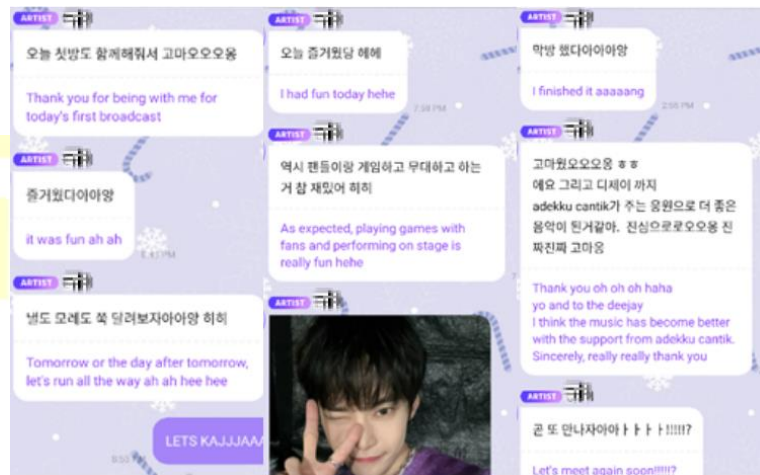 ARTIST
오늘 첫방도 함께해줘서 고마오오오옹
Thank you for being with me for
today's first broadcast
ARTIST
즐거웠다아아앙
it was fun ah ah
ARTIST
낼도 모레도 쭉 달려보자아아앙 히히
Tomorrow or the day after tomorrow,
let's run all the way ah ah hee hee
LETS KAJJJAAA
ARTIST
오늘 즐거웠당 헤헤
I had fun today hehe
7:58 PM
ARTIST
역시 팬들이랑 게임하고 무대하고 하는
거 참 재밌어 히히
As expected, playing games with
fans and performing on stage is
really fun hehe
ARTIST
ARTIST
막방 했다아아아앙
I finished it aaaaang
2:55 PM
ARTIST
고마웠오오오옹 ㅎㅎ
예요 그리고 디제이 까지
adekku cantik가 주는 응원으로 더 좋은
음악이 된거같아. 진심으로로오오옹 진
짜진짜 고마웅
Thank you oh oh oh haha
yo and to the deejay
I think the music has become better
with the support from adekku cantik.
Sincerely, really really thank you
ARTIST
곧 또 만나자아아ㅏㅏㅏㅏ!!!!!?
Let's meet again soon!!!!!?